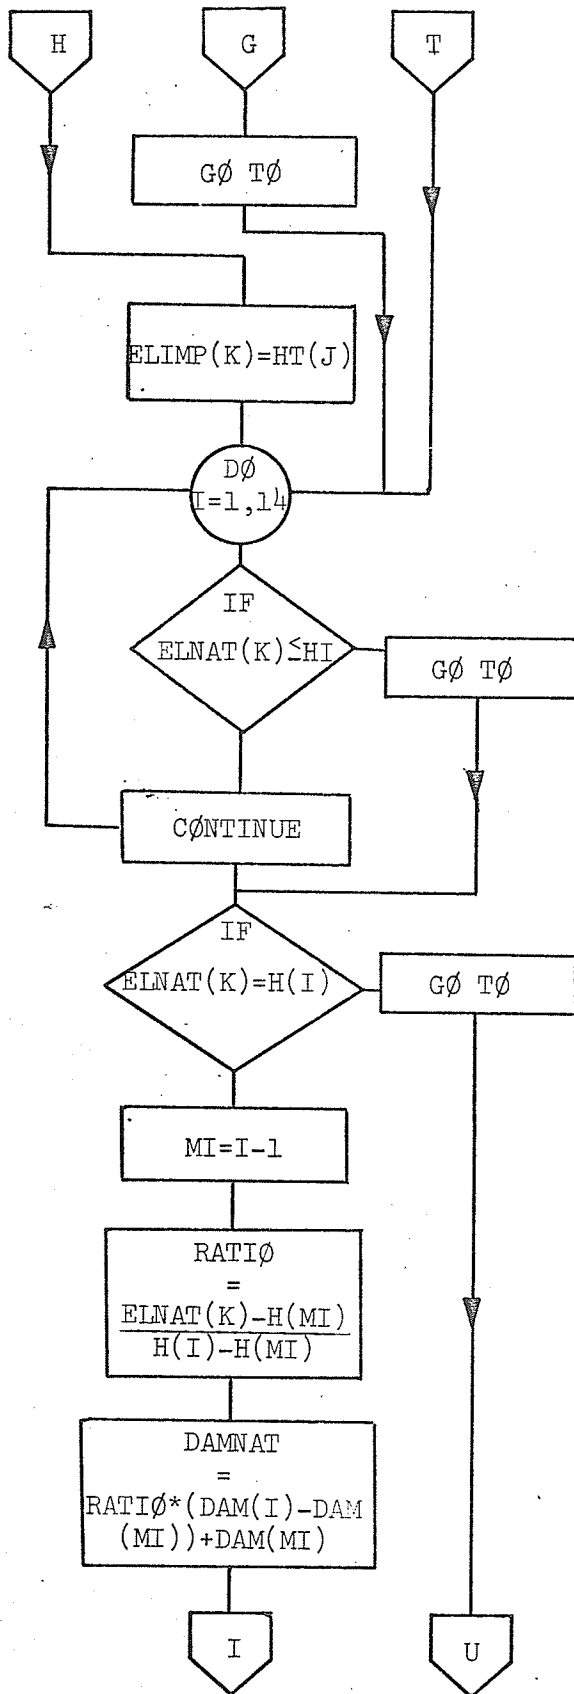 H
G
T
GØ TØ
ELIMP(K)=HT(J)
DØ
I=1,14
IF
ELNAT(K)≤HI
GØ TØ
CØNTINUE
IF
ELNAT(K)=H(I)
GØ TØ
MI=I-1
RATIØ
=
ELNAT(K)-H(MI)
H(I)-H(MI)
DAMNAT
=
RATIØ*(DAM(I)-DAM
(MI))+DAM(MI)
I
U